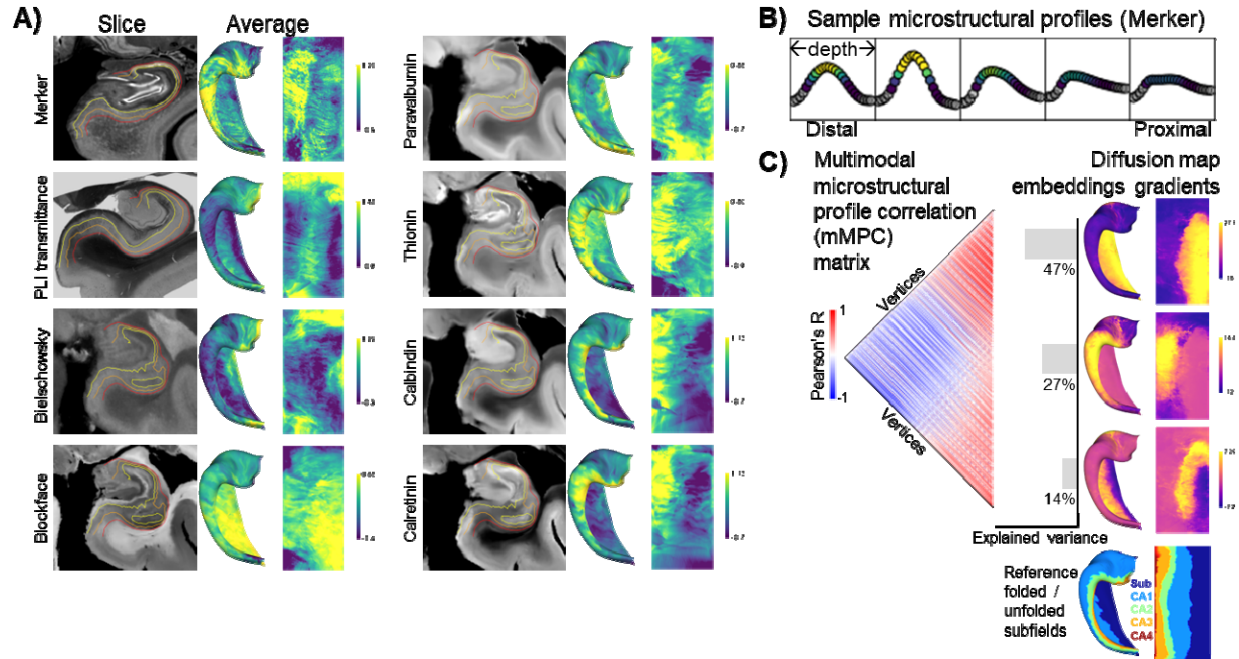 A)
Slice
Average
Merker
PLI transmittance
Bielschowsky
Blockface
Paravalbumin
Thionin
Calbindin
Calretinin
B)
Sample microstructural profiles (Merker)
depth
Distal
Proximal
C)
Multimodal
microstructural
profile correlation
(mMPC)
matrix
Vertices
Vertices
Pearson's R
1
-1
Diffusion map
embeddings gradients
47%
27%
14%
Explained variance
Reference
folded /
unfolded
subfields
Sub
CA1
CA2
CA3
CA4